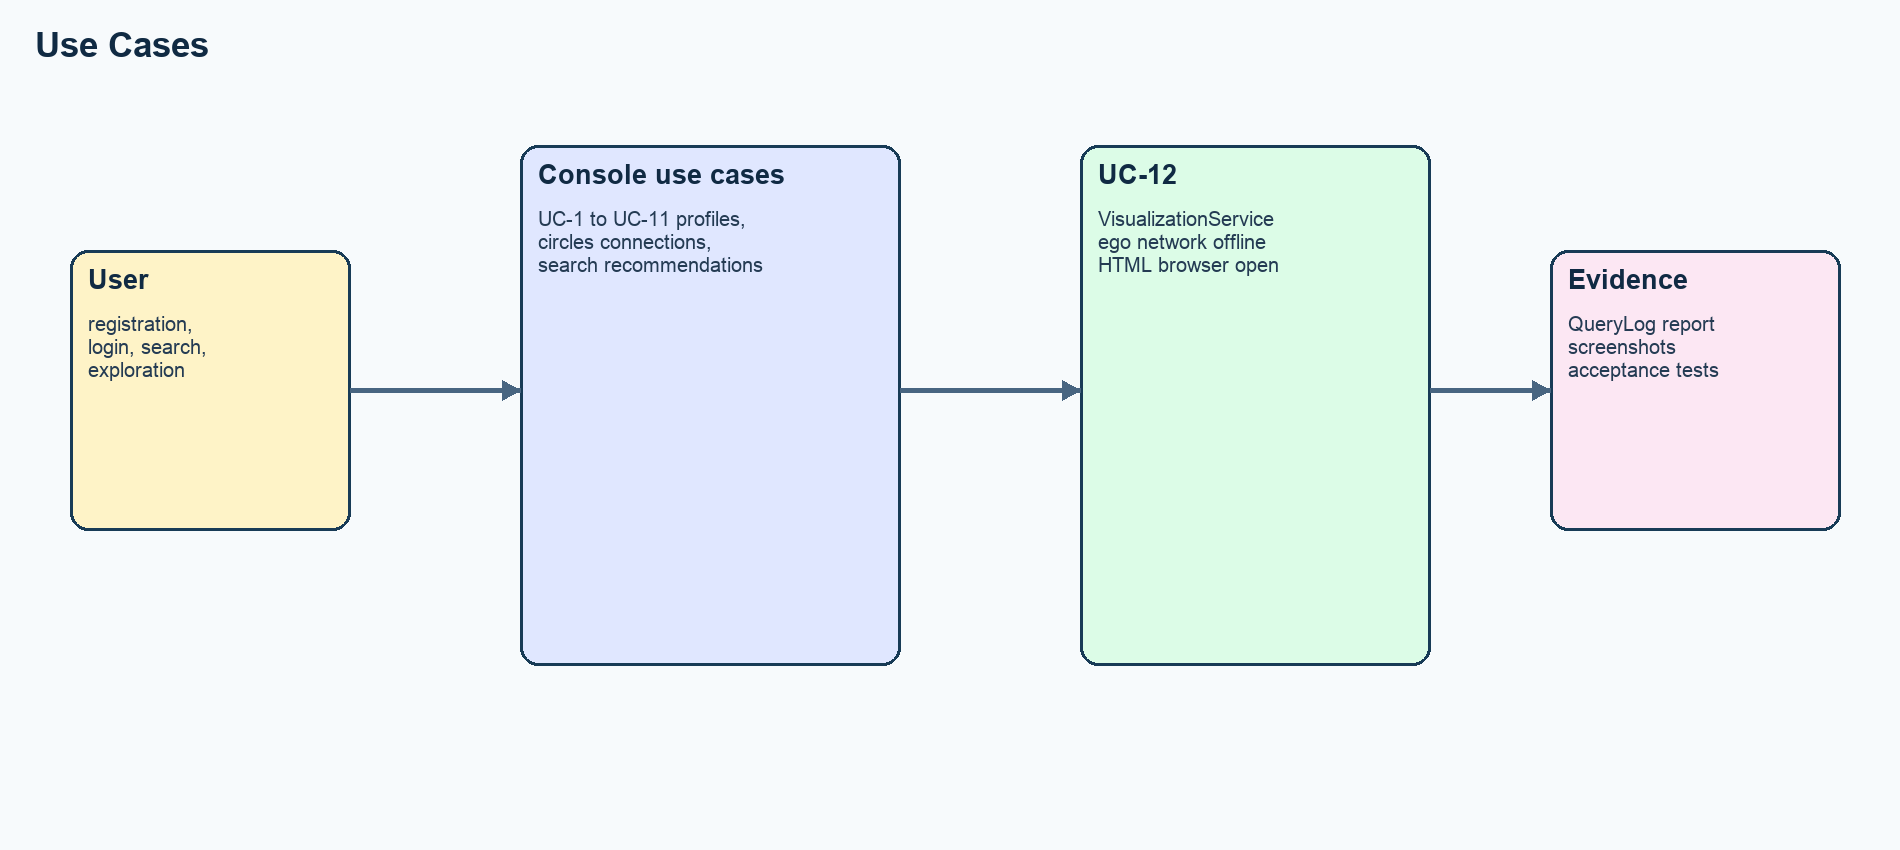 Use Cases
User
registration,
login, search,
exploration
Console use cases
UC-1 to UC-11 profiles,
circles connections,
search recommendations
UC-12
VisualizationService
ego network offline
HTML browser open
Evidence
QueryLog report
screenshots
acceptance tests